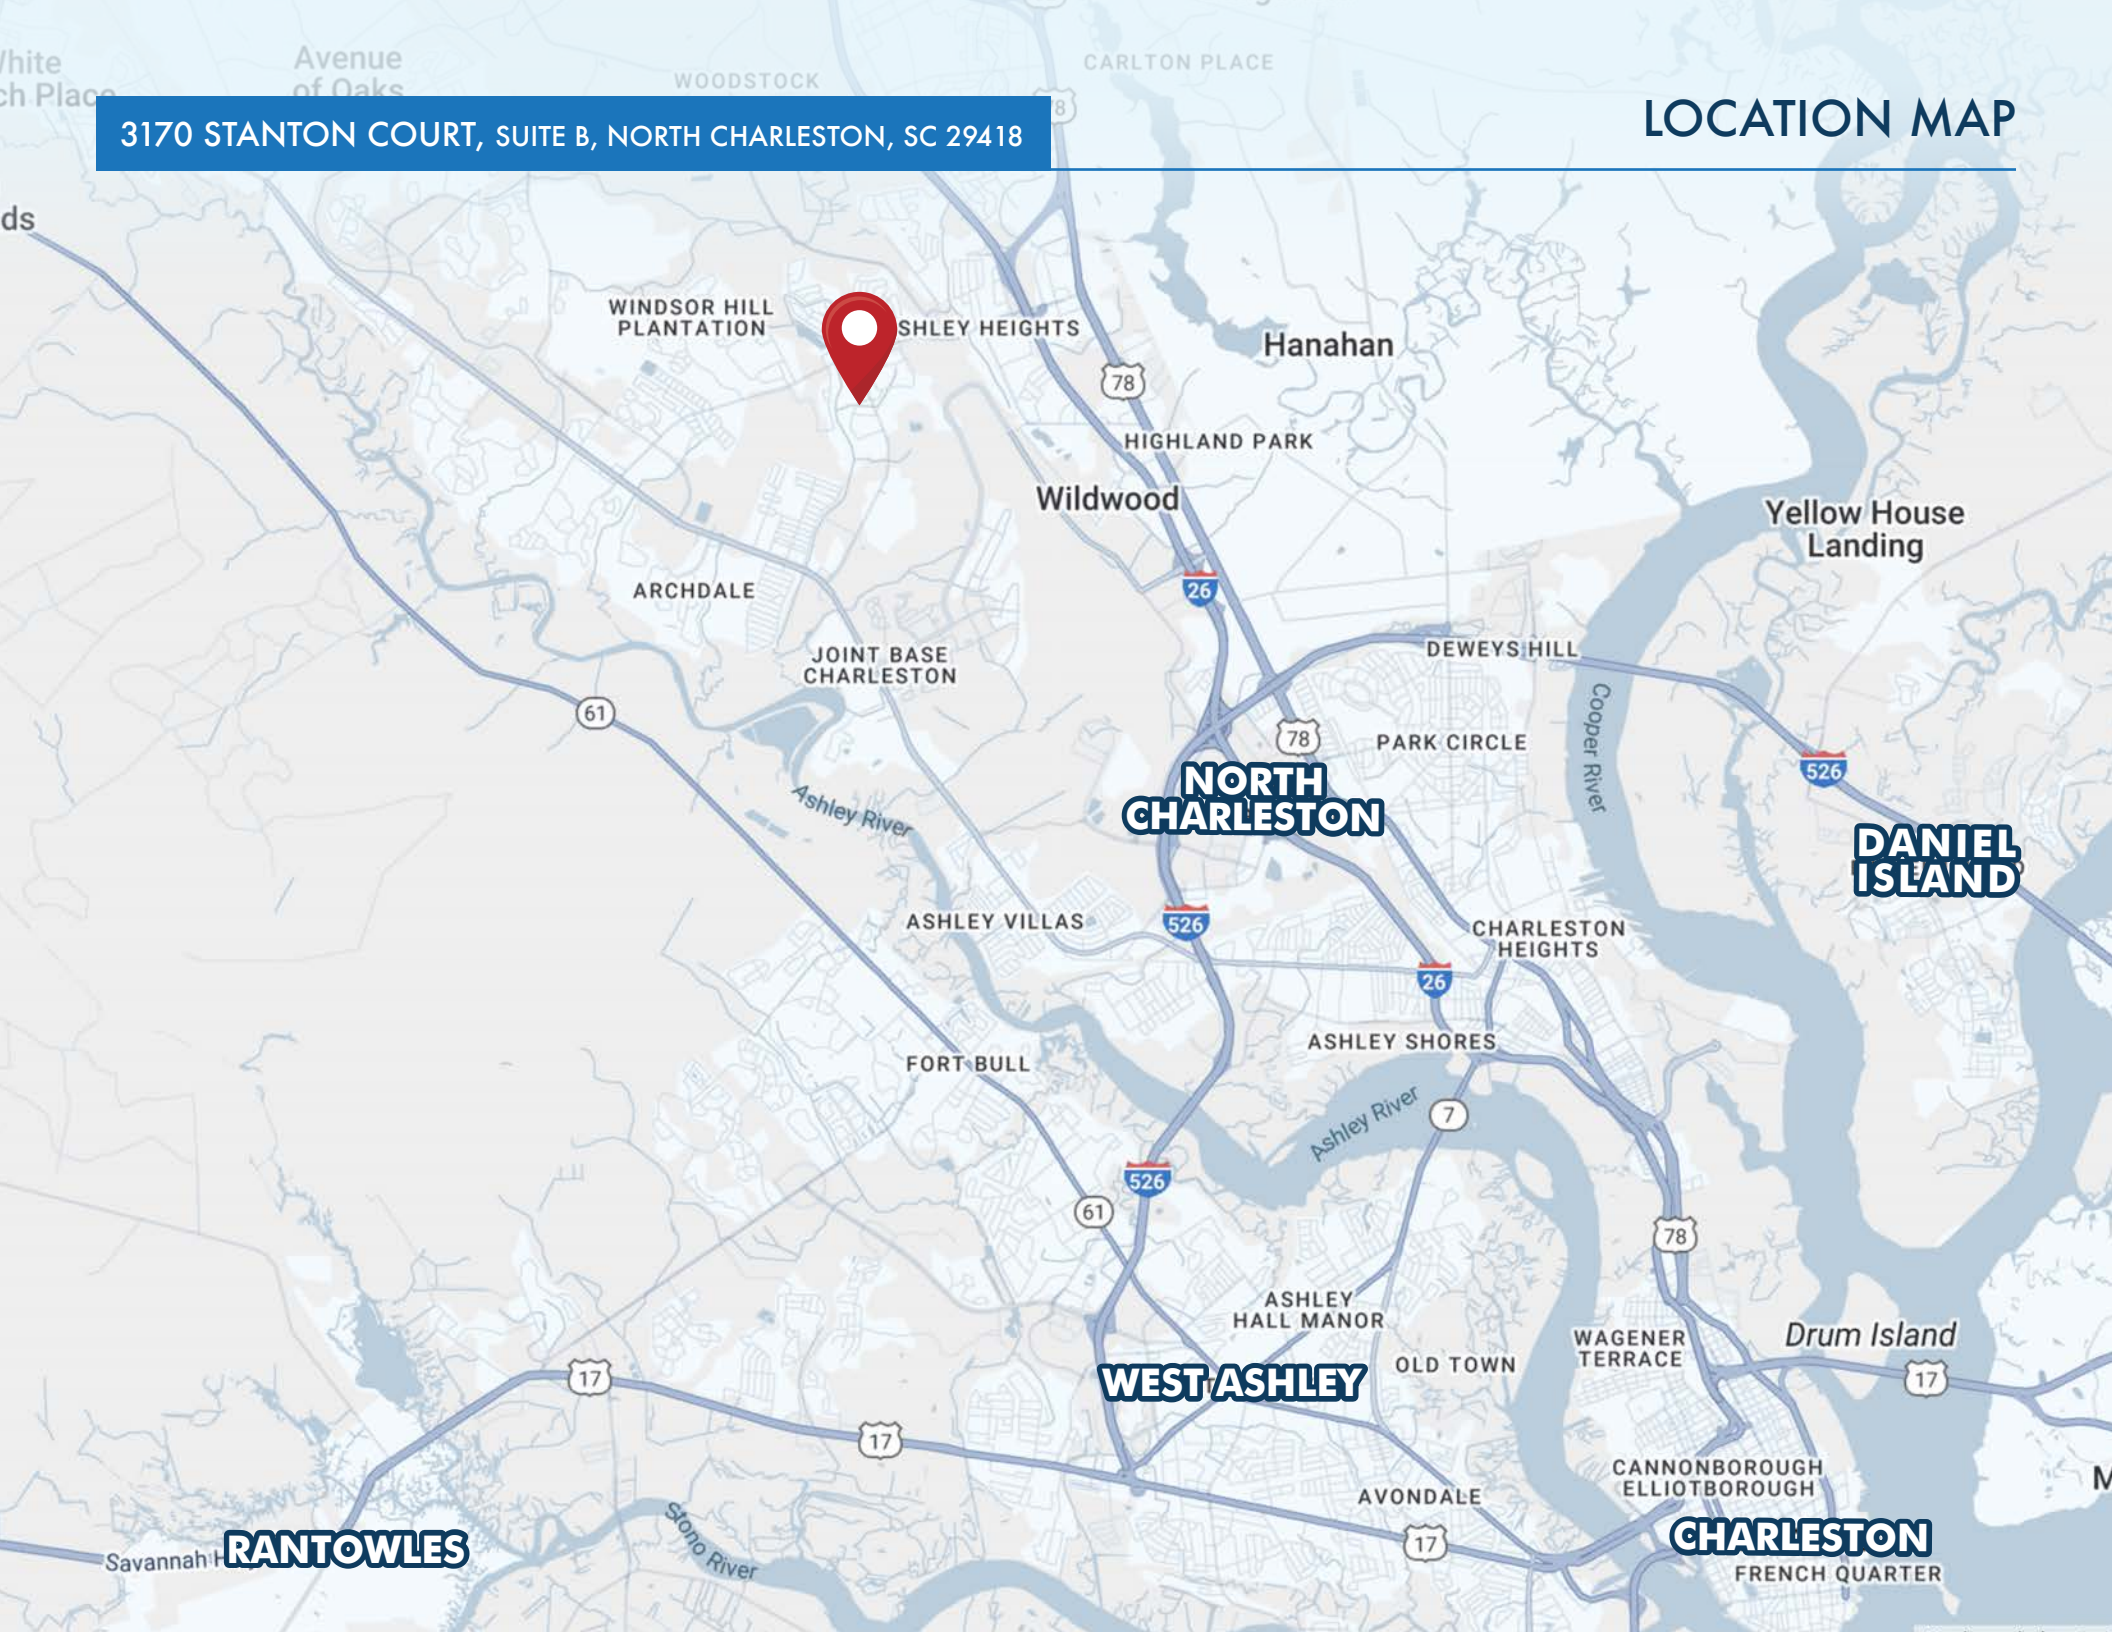 Avenue
of Oaks
WOODSTOCK
CARLTON PLACE
3170 STANTON COURT, SUITE B, NORTH CHARLESTON, SC 29418
LOCATION MAP
ds
WINDSOR HILL
PLANTATION
SHLEY HEIGHTS
Hanahan
78
HIGHLAND PARK
Wildwood
Yellow House
Landing
26
ARCHDALE
JOINT BASE
CHARLESTON
DEWEYS HILL
61
Cooper River
78
PARK CIRCLE
526
NORTH
CHARLESTON
Ashley River
DANIEL
ISLAND
ASHLEY VILLAS
526
CHARLESTON
HEIGHTS
26
ASHLEY SHORES
FORT BULL
Ashley River
7
526
61
78
ASHLEY
HALL MANOR
WAGENER
TERRACE
Drum Island
OLD TOWN
17
WEST ASHLEY
17
17
CANNONBOROUGH
ELLIOTBOROUGH
M
AVONDALE
17
CHARLESTON
FRENCH QUARTER
Savannah H
RANTOWLES
Stono River